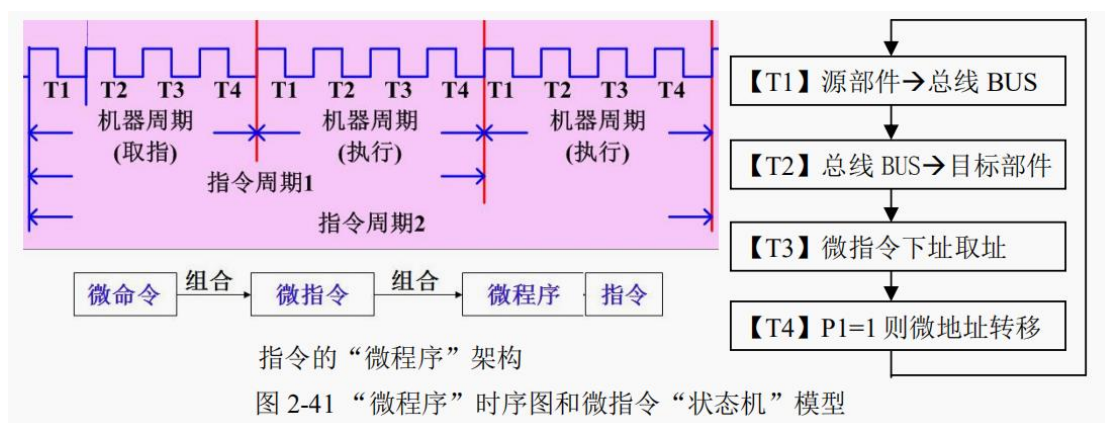 T1 T2 T3 T4 T1 T2 T3 T4 T1 T2 T3 T4
机器周期 机器周期 机器周期
(取指) (执行) (执行)
指令周期1
指令周期2
微命令 组合 微指令 组合 微程序 指令
指令的“微程序”架构
【T1】源部件→总线 BUS
【T2】总线 BUS→目标部件
【T3】微指令下址取址
【T4】P1=1 则微地址转移
图 2-41 “微程序”时序图和微指令“状态机”模型